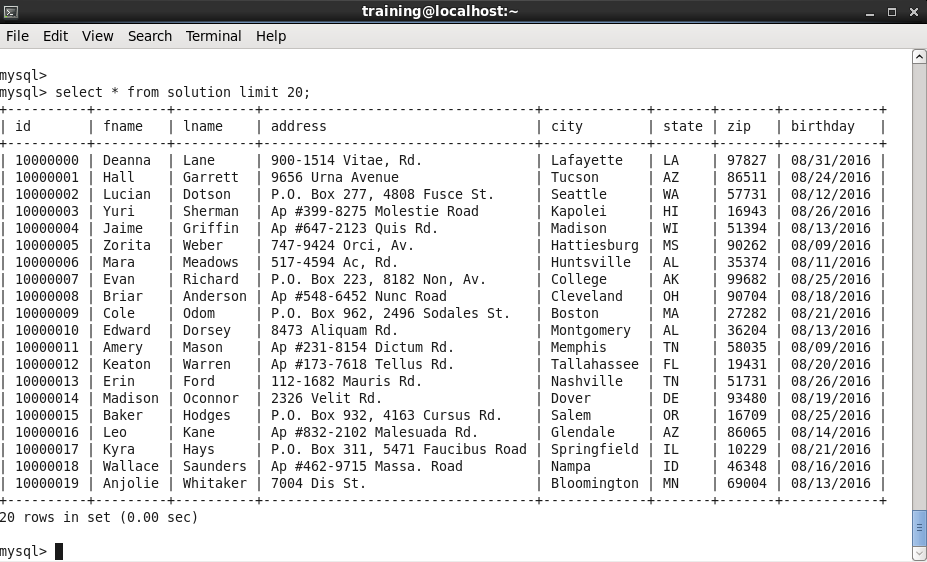 training@localhost:~
File Edit View Search Terminal Help
mysql>
mysql> select * from solution limit 20;
+----------+---------+----------+--------------------------------+------------+-------+-------+------------+
| id       | fname   | lname    | address                        | city       | state | zip   | birthday   |
+----------+---------+----------+--------------------------------+------------+-------+-------+------------+
| 10000000 | Deanna  | Lane     | 900-1514 Vitae, Rd.            | Lafayette  | LA    | 97827 | 08/31/2016 |
| 10000001 | Hall    | Garrett  | 9656 Urna Avenue               | Tucson     | AZ    | 86511 | 08/24/2016 |
| 10000002 | Lucian  | Dotson   | P.O. Box 277, 4808 Fusce St.   | Seattle    | WA    | 57731 | 08/12/2016 |
| 10000003 | Yuri    | Sherman  | Ap #399-8275 Molestie Road     | Kapolei    | HI    | 16943 | 08/26/2016 |
| 10000004 | Jaime   | Griffin  | Ap #647-2123 Quis Rd.          | Madison    | WI    | 51394 | 08/13/2016 |
| 10000005 | Zorita  | Weber    | 747-9424 Orci, Av.             | Hattiesburg | MS    | 90262 | 08/09/2016 |
| 10000006 | Mara    | Meadows  | 517-4594 Ac, Rd.               | Huntsville | AL    | 35374 | 08/11/2016 |
| 10000007 | Evan    | Richard  | P.O. Box 223, 8182 Non, Av.    | College    | AK    | 99682 | 08/25/2016 |
| 10000008 | Briar   | Anderson | Ap #548-6452 Nunc Road         | Cleveland  | OH    | 90704 | 08/18/2016 |
| 10000009 | Cole    | Odom     | P.O. Box 962, 2496 Sodales St. | Boston     | MA    | 27282 | 08/21/2016 |
| 10000010 | Edward  | Dorsey   | 8473 Aliquam Rd.               | Montgomery | AL    | 36204 | 08/13/2016 |
| 10000011 | Amery   | Mason    | Ap #231-8154 Dictum Rd.        | Memphis    | TN    | 58035 | 08/09/2016 |
| 10000012 | Keaton  | Warren   | Ap #173-7618 Tellus Rd.        | Tallahassee | FL    | 19431 | 08/20/2016 |
| 10000013 | Erin    | Ford     | 112-1682 Mauris Rd.            | Nashville  | TN    | 51731 | 08/26/2016 |
| 10000014 | Madison | Oconnor  | 2326 Velit Rd.                 | Dover      | DE    | 93480 | 08/19/2016 |
| 10000015 | Baker   | Hodges   | P.O. Box 932, 4163 Cursus Rd.  | Salem      | OR    | 16709 | 08/25/2016 |
| 10000016 | Leo     | Kane     | Ap #832-2102 Malesuada Rd.     | Glendale   | AZ    | 86065 | 08/14/2016 |
| 10000017 | Kyra    | Hays     | P.O. Box 311, 5471 Faucibus Road | Springfield | IL    | 10229 | 08/21/2016 |
| 10000018 | Wallace | Saunders | Ap #462-9715 Massa. Road       | Nampa      | ID    | 46348 | 08/16/2016 |
| 10000019 | Anjolie | Whitaker | 7004 Dis St.                   | Bloomington | MN    | 69004 | 08/13/2016 |
+----------+---------+----------+--------------------------------+------------+-------+-------+------------+
20 rows in set (0.00 sec)
mysql>